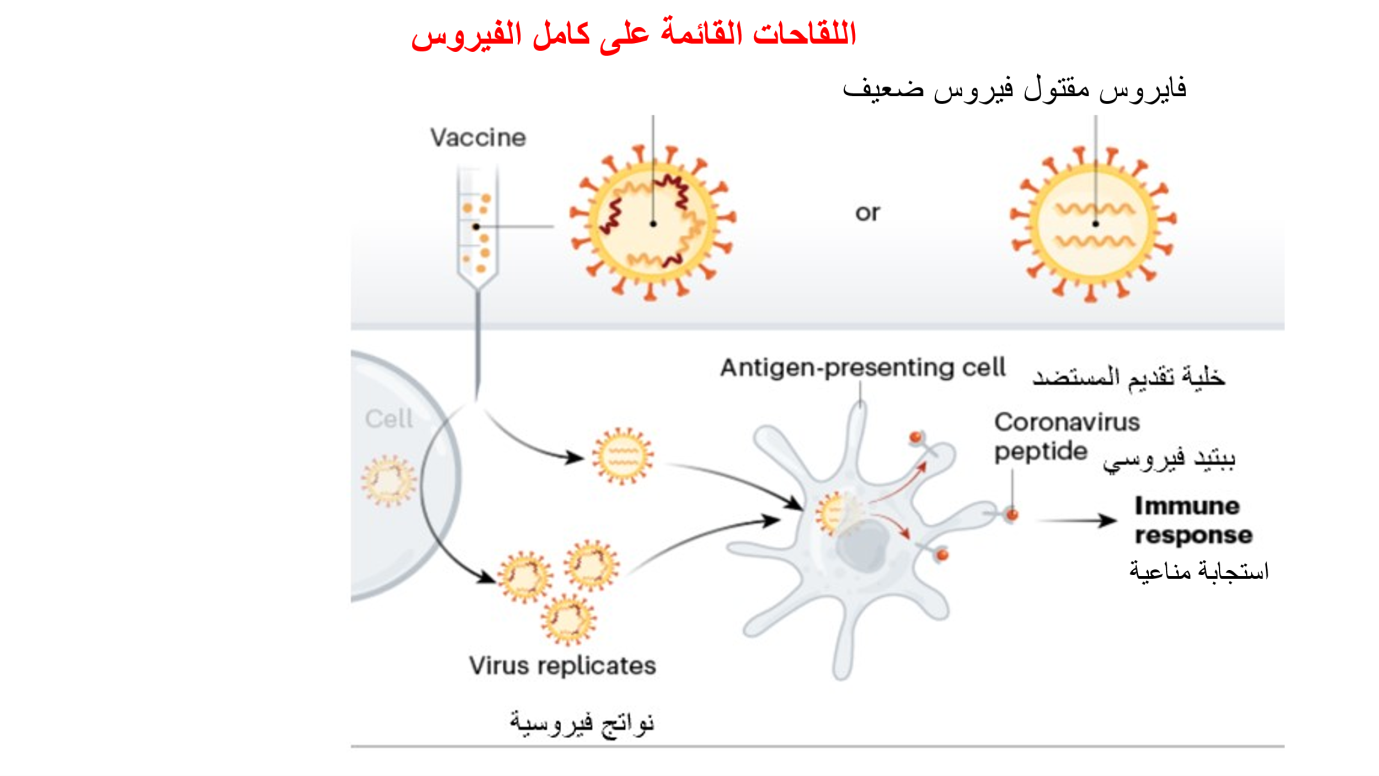 اللقاحات القائمة على كامل الفيروس
فايروس مقتول فيروس ضعيف
Vaccine
or
Antigen-presenting cell
خلية تقديم المستضد
Cell
Coronavirus
peptide
ببتيد فيروسي
Immune
response
استجابة مناعية
Virus replicates
نواتج فيروسية